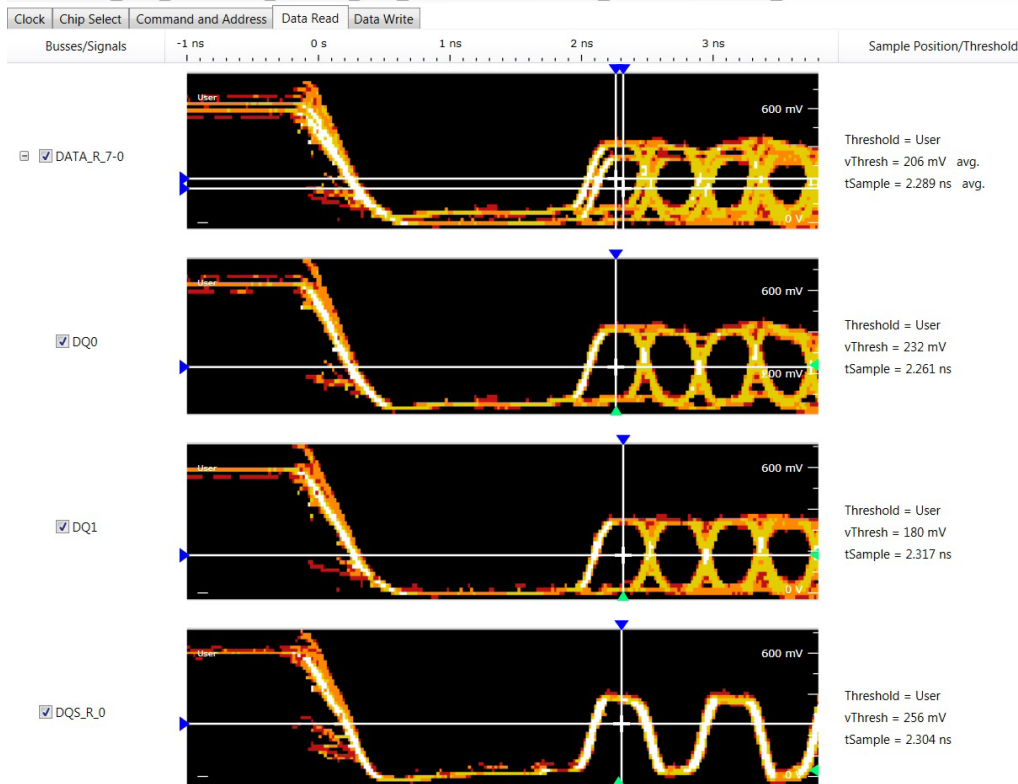 Clock Chip Select Command and Address Data Read Data Write
Busses/Signals -1 ns 0 s 1 ns 2 ns 3 ns Sample Position/Threshold
User
600 mV
0 V
DATA_R_7-0
Threshold = User
vThresh = 206 mV avg.
tSample = 2.289 ns avg.
User
600 mV
200 mV
DQ0
Threshold = User
vThresh = 232 mV
tSample = 2.261 ns
User
600 mV
0 V
DQ1
Threshold = User
vThresh = 180 mV
tSample = 2.317 ns
User
600 mV
0 V
DQS_R_0
Threshold = User
vThresh = 256 mV
tSample = 2.304 ns